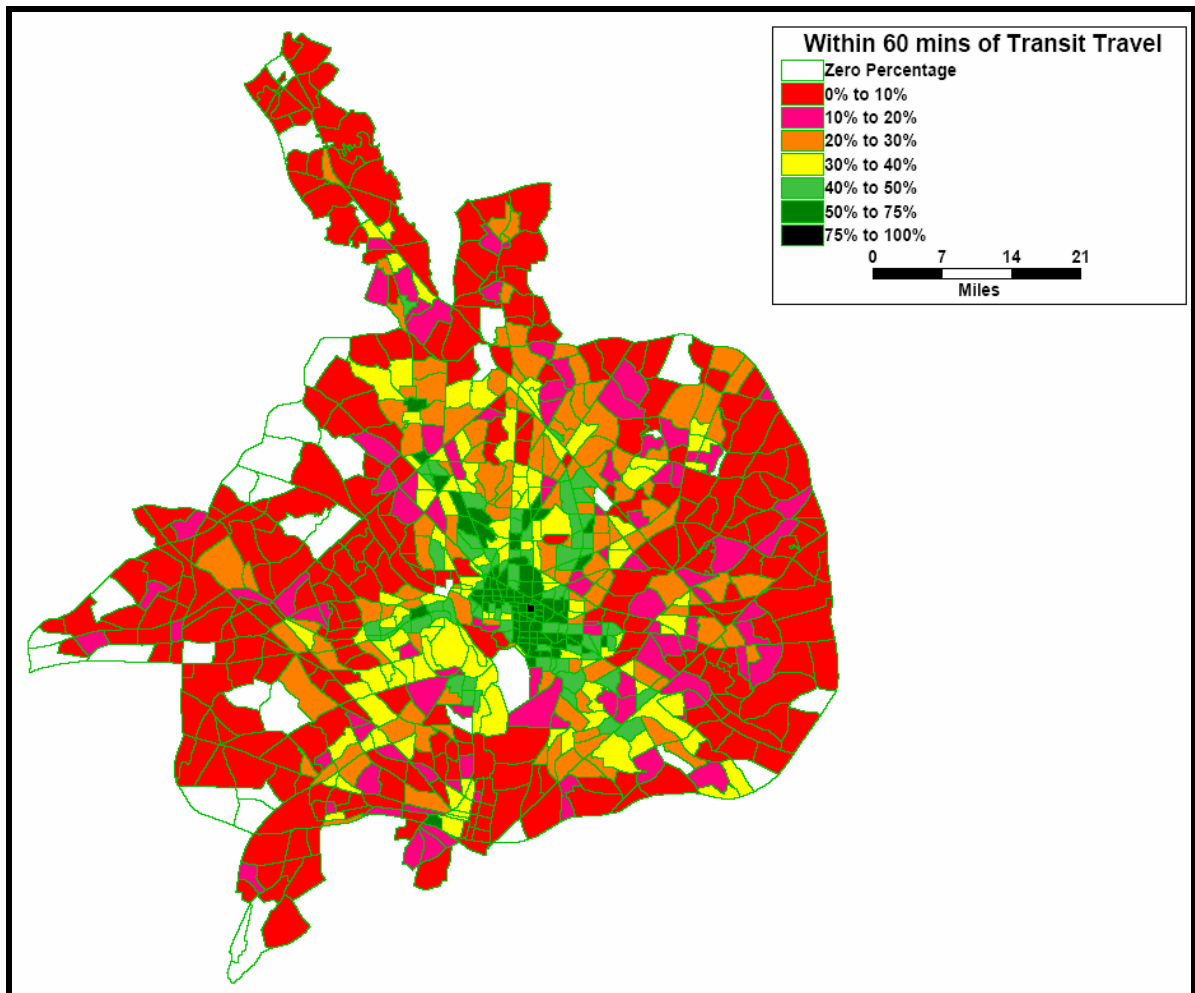 Within 60 mins of Transit Travel
Zero Percentage
0% to 10%
10% to 20%
20% to 30%
30% to 40%
40% to 50%
50% to 75%
75% to 100%
0 7 14 21
Miles